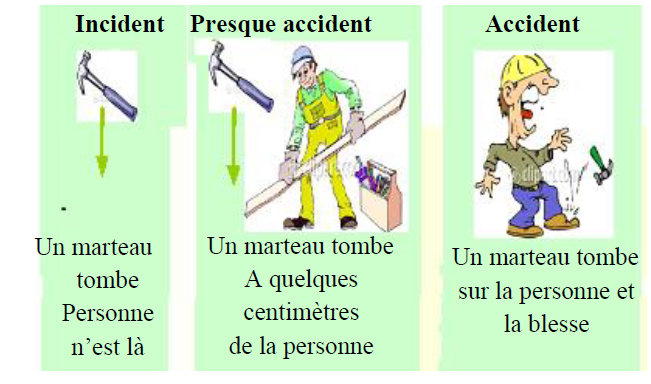 Incident
Un marteau
tombe
Personne
n'est là
Presque accident
Un marteau tombe
A quelques
centimètres
de la personne
Accident
Un marteau tombe
sur la personne et
la blesse